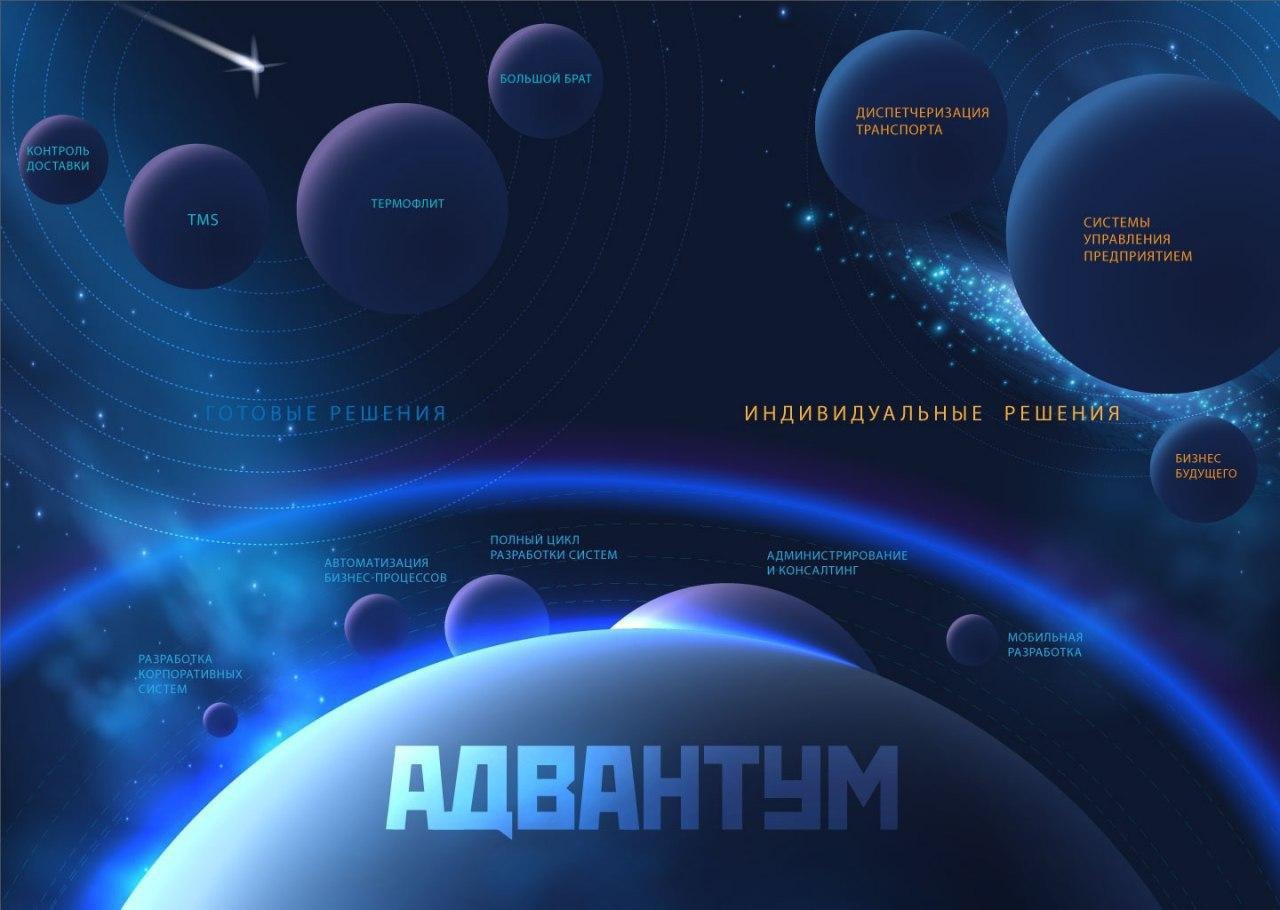 БОЛЬШОЙ БРАТ
КОНТРОЛЬ
ДОСТАВКИ
TMS
ТЕРМОФЛИТ
ГОТОВЫЕ РЕШЕНИЯ
ДИСПЕТЧЕРИЗАЦИЯ
ТРАНСПОРТА
СИСТЕМЫ
УПРАВЛЕНИЯ
ПРЕДПРИЯТИЕМ
ИНДИВИДУАЛЬНЫЕ РЕШЕНИЯ
БИЗНЕС
БУДУЩЕГО
РАЗРАБОТКА
КОРПОРАТИВНЫХ
СИСТЕМ
АВТОМАТИЗАЦИЯ
БИЗНЕС-ПРОЦЕССОВ
ПОЛНЫЙ ЦИКЛ
РАЗРАБОТКИ СИСТЕМ
АДМИНИСТРИРОВАНИЕ
И КОНСАЛТИНГ
МОБИЛЬНАЯ
РАЗРАБОТКА
АДВАНТУМ